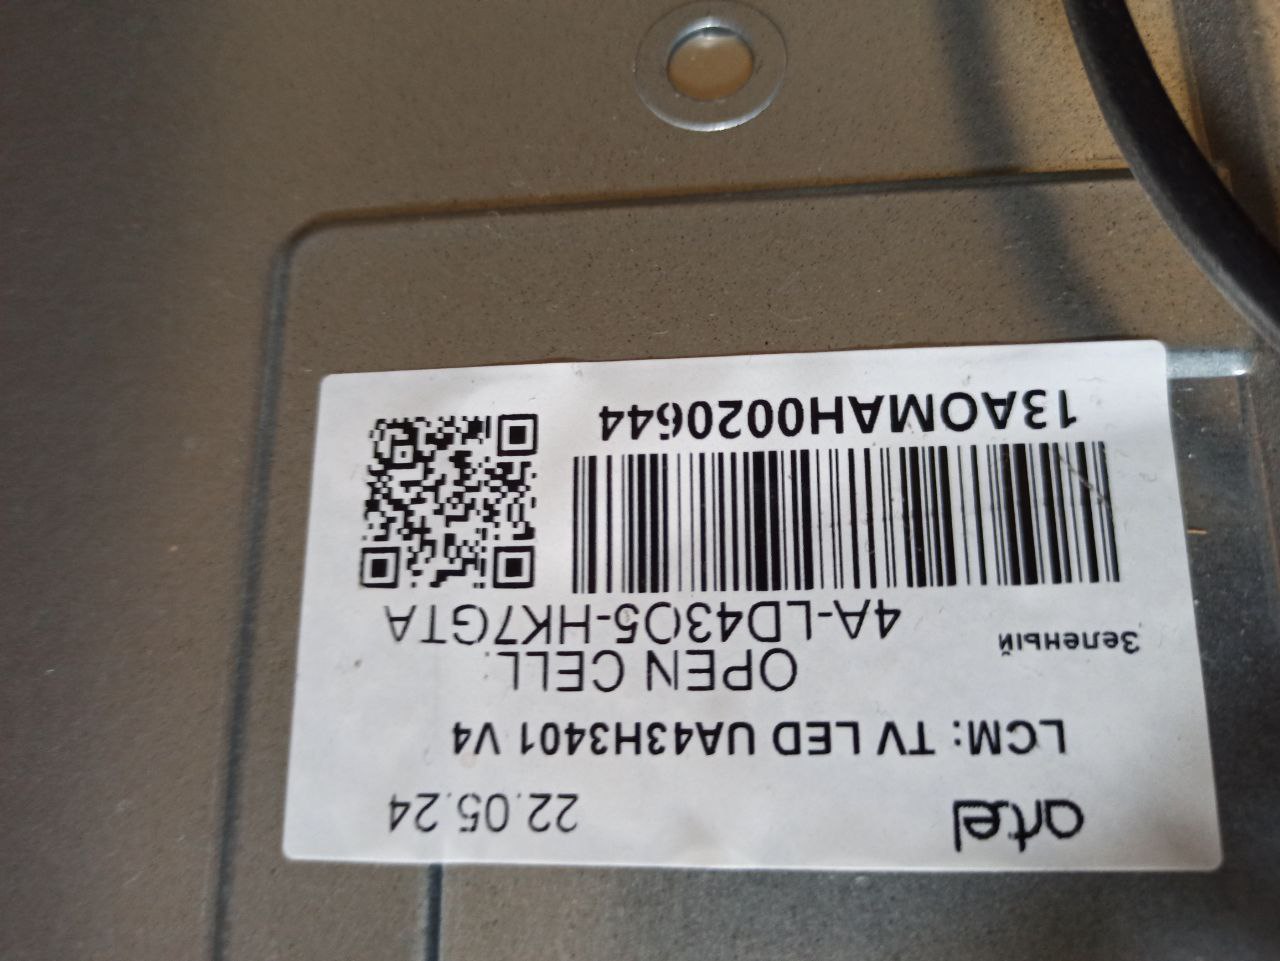 artel 22.05.24
LCM: TV LED UA43H3401 V4
OPEN CELL.
Зеленый 4A-LD43O5-HK7GTA
13AOMAH0020644